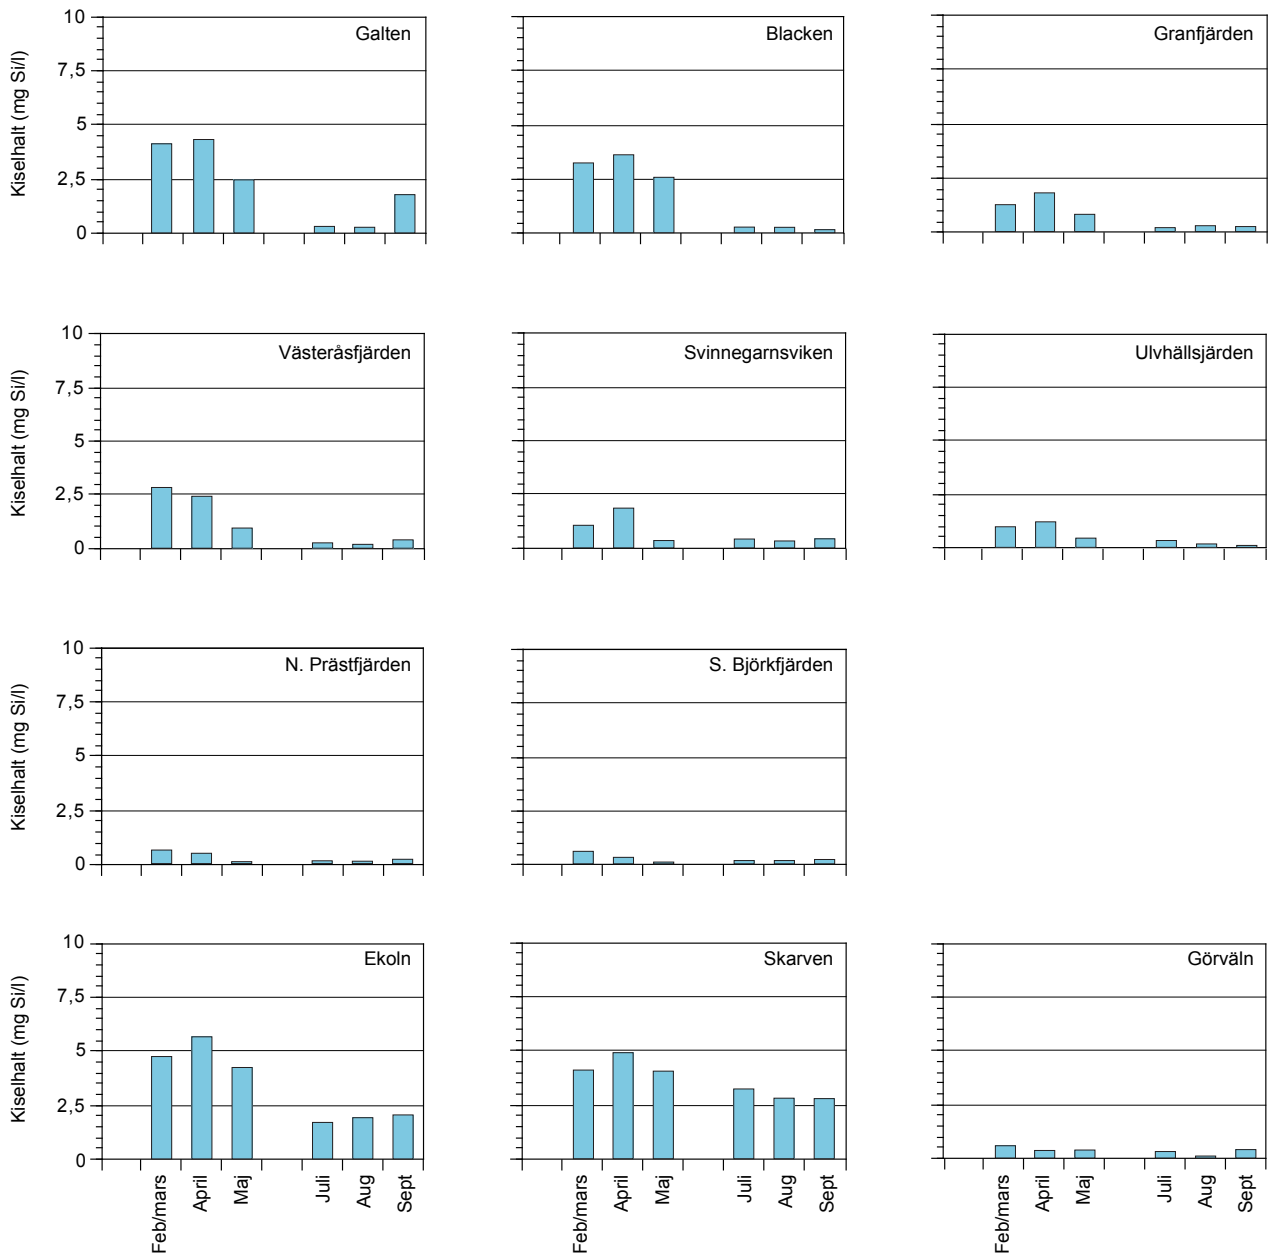 Galten
Blacken
Granfjärden
Kiselhalt (mg Si/l)
10
7,5
5
2,5
0
Västeråsfjärden
Svinnegarnsviken
Ulvhällsjärden
Kiselhalt (mg Si/l)
10
7,5
5
2,5
0
N. Prästfjärden
S. Björkfjärden
Kiselhalt (mg Si/l)
10
7,5
5
2,5
0
Ekoln
Skarven
Görväln
Kiselhalt (mg Si/l)
10
7,5
5
2,5
0
Feb/mars
April
Maj
Juli
Aug
Sept
Feb/mars
April
Maj
Juli
Aug
Sept
Feb/mars
April
Maj
Juli
Aug
Sept